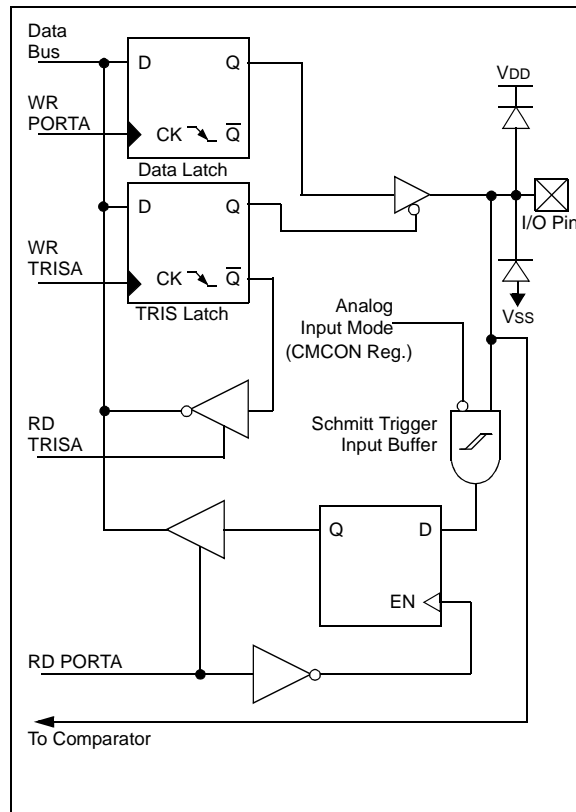 Data
Bus
D Q
VDD
WR
PORTA
CK Q
Data Latch
D Q
I/O Pin
WR
TRISA
CK Q
TRIS Latch
VSS
Analog
Input Mode
(CMCON Reg.)
RD
TRISA
Schmitt Trigger
Input Buffer
Q D
EN
RD PORTA
To Comparator